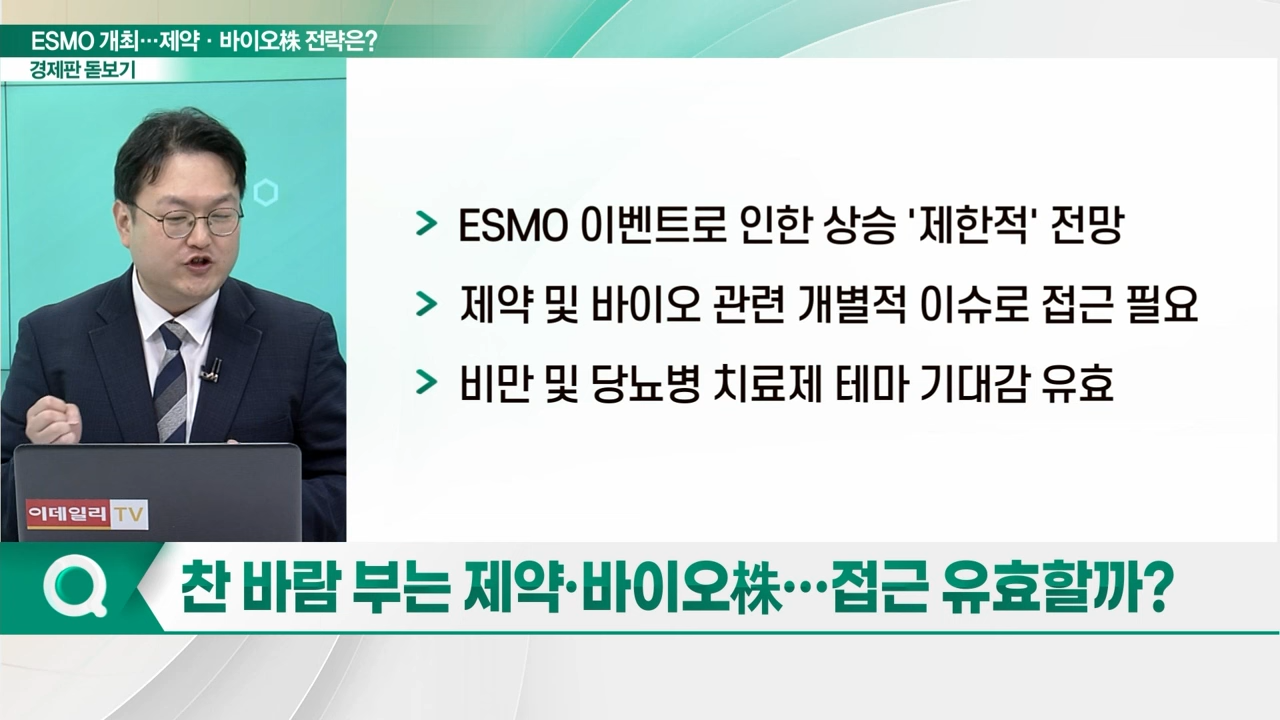 ESMO 개최…제약·바이오株 전략은?
경제판 돋보기
> ESMO 이벤트로 인한 상승 '제한적' 전망
> 제약 및 바이오 관련 개별적 이슈로 접근 필요
> 비만 및 당뇨병 치료제 테마 기대감 유효
이데일리TV
Q 찬 바람 부는 제약·바이오株…접근 유효할까?